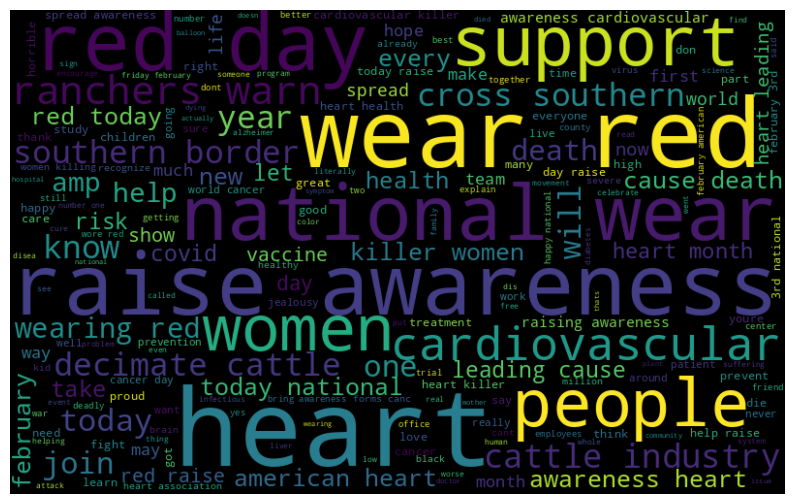 spread awareness number doesn better cardiovascular killer died awareness cardiovascular find
horrible red day balloon sign life hope best already support don said
encourage friday february someone program right every together virus science part
ranchers warn dont today raise make time first heart leading
dying actually heart health spread cross southern world
red today year alzheimer everyone february 3rd
thank going study children sure death now live county read
southern border wear red
women killing recognize much new let many high day raise february american
amp hospital literally world cancer great two health team movement severe explain cause death celebrate
still number one symptom
help national wear
happy care risk getting good color family will went
know wore red show covid vaccine killer women happy national diabetes heart month
disea cure national healthy day dis thats
raise awareness
see called jealousy work free 3rd national
wearing red women put treatment raising awareness youre center
way well problem prevention cardiovascular
even decimate cattle one trial leading cause plant patient suffering
kid cancer day heart killer million around prevent friend
february take today national
event proud infectious bring awareness forms canc real mother say die
war deadly yes wearing office really people never
today want heart employees think community help raise
need may fight brain love cant cancer human whole system
helping thing liver
join got low black cattle industry
red raise american heart month awareness heart
learn heart association attack worse doctor issue